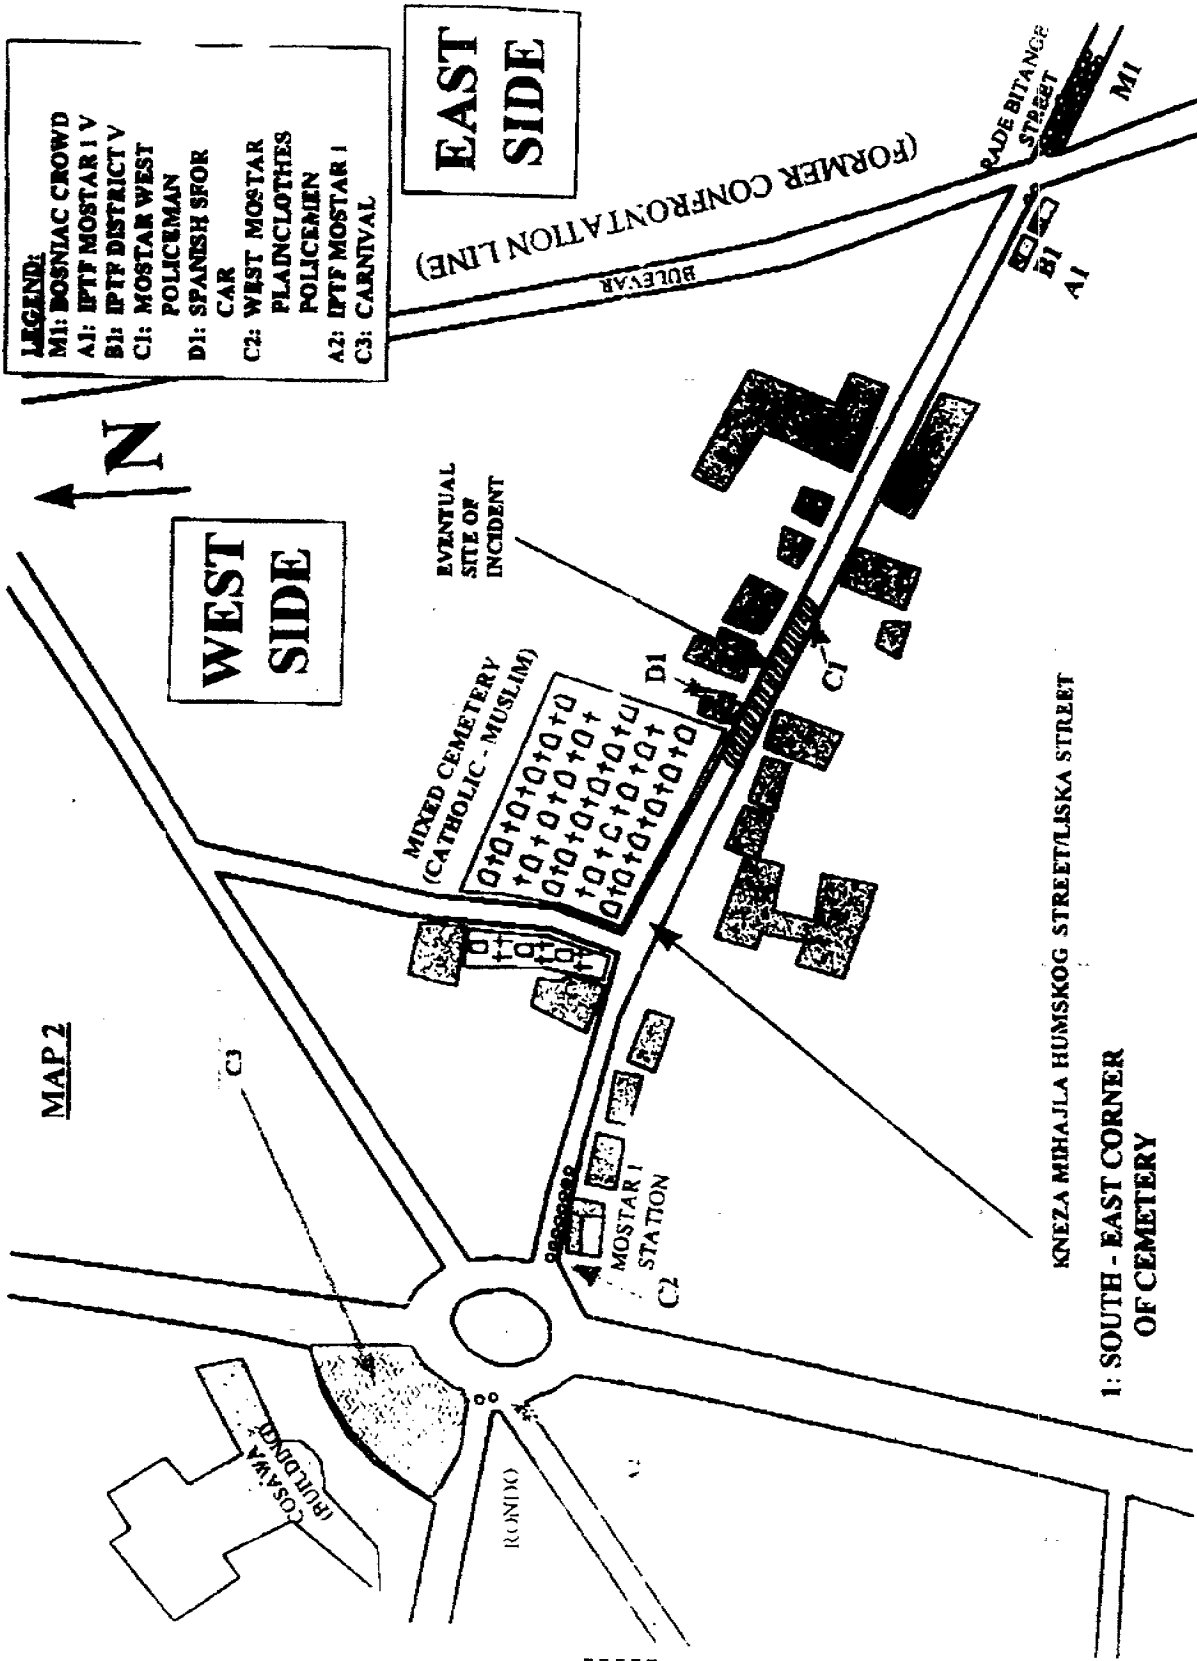 MAP 2
LEGEND:
M1: BOSNIAC CROWD
A1: IPTF MOSTAR 1 V
B1: IPTF DISTRICT V
C1: MOSTAR WEST
POLICEMAN
D1: SPANISH SFOR
CAR
C2: WEST MOSTAR
PLAINCLOTHES
POLICEMEN
A2: IPTF MOSTAR 1
C3: CARNIVAL
N
WEST
SIDE
EAST
SIDE
C3
COSAWA
(BUILDING)
MIXED CEMETERY
(CATHOLIC - MUSLIM)
EVENTUAL
SITE OF
INCIDENT
(FORMER CONFRONTATION LINE)
BULEVAR
D1
RONDO
MOSTAR 1
STATION
C2
C1
RADE BITANGE
STREET
B1
A1
M1
KNEZA MIHAJLA HUMSKOG STREET/LISKA STREET
1: SOUTH - EAST CORNER
OF CEMETERY